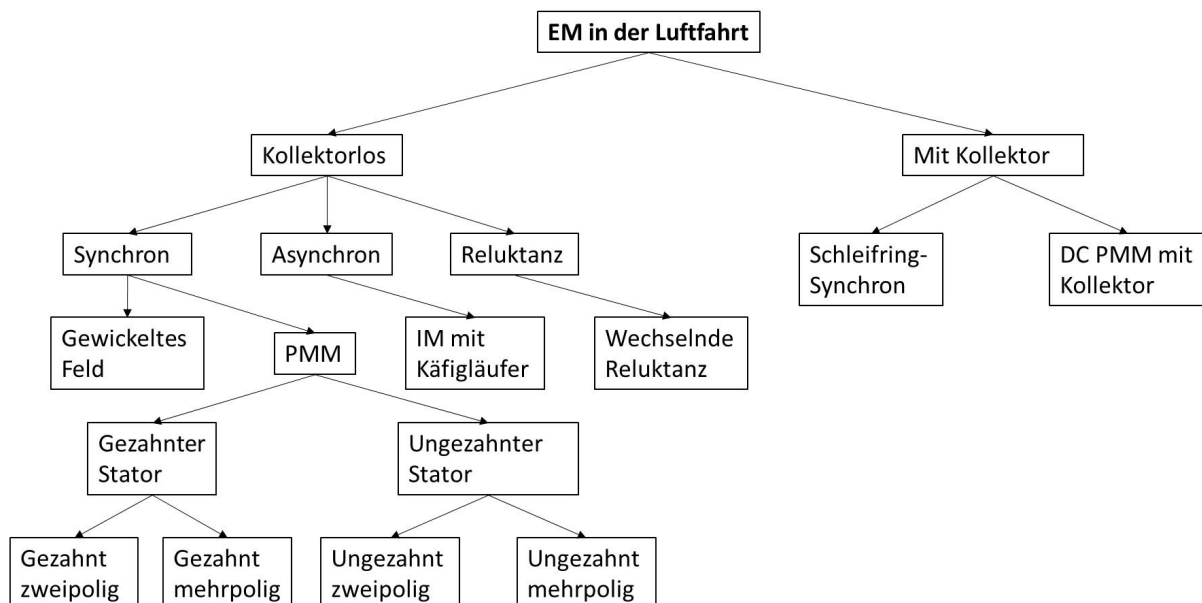 EM in der Luftfahrt
Kollektorlos
Mit Kollektor
Synchron
Asynchron
Reluktanz
Schleifring-
Synchron
DC PMM mit
Kollektor
Gewickeltes
Feld
PMM
IM mit
Käfigläufer
Wechselnde
Reluktanz
Gezahnter
Stator
Ungezahnter
Stator
Gezahnt
zweipolig
Gezahnt
mehrpolig
Ungezahnt
zweipolig
Ungezahnt
mehrpolig